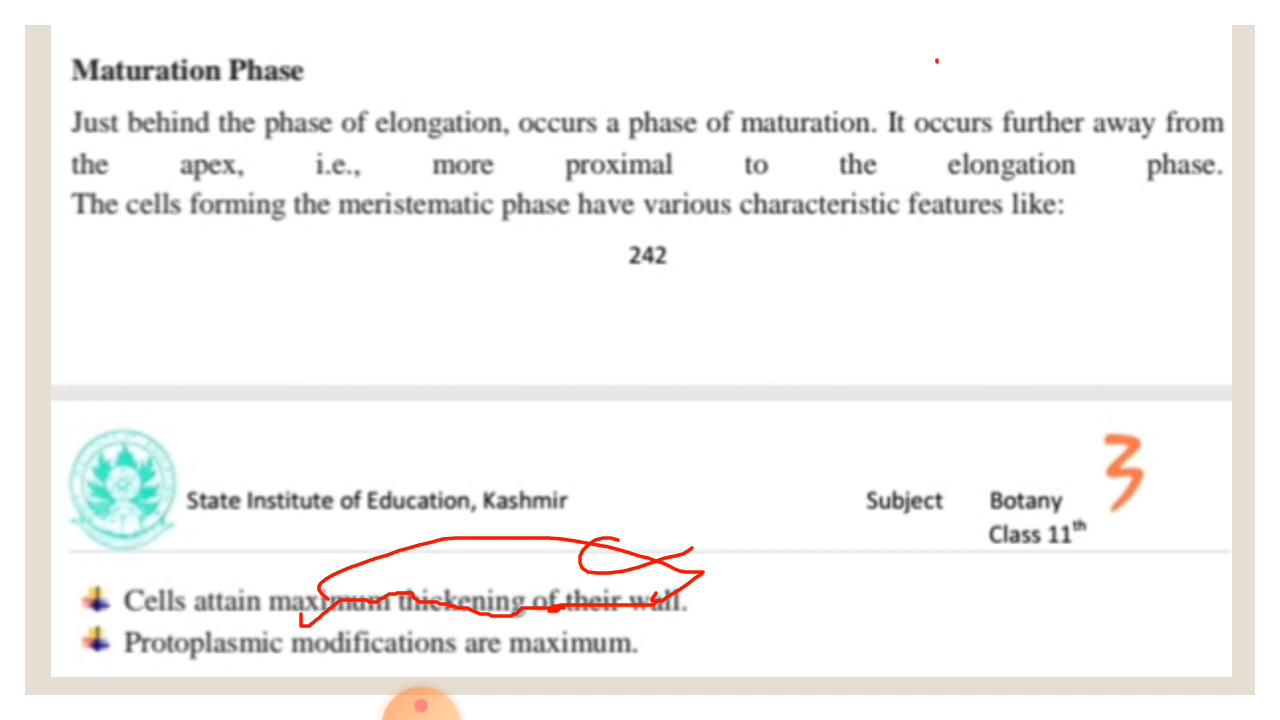 Maturation Phase
Just behind the phase of elongation, occurs a phase of maturation. It occurs further away from
the apex, i.e., more proximal to the elongation phase.
The cells forming the meristematic phase have various characteristic features like:
242
State Institute of Education, Kashmir Subject Botany 3
Class 11th
Cells attain maximum thickening of their wall.
Protoplasmic modifications are maximum.